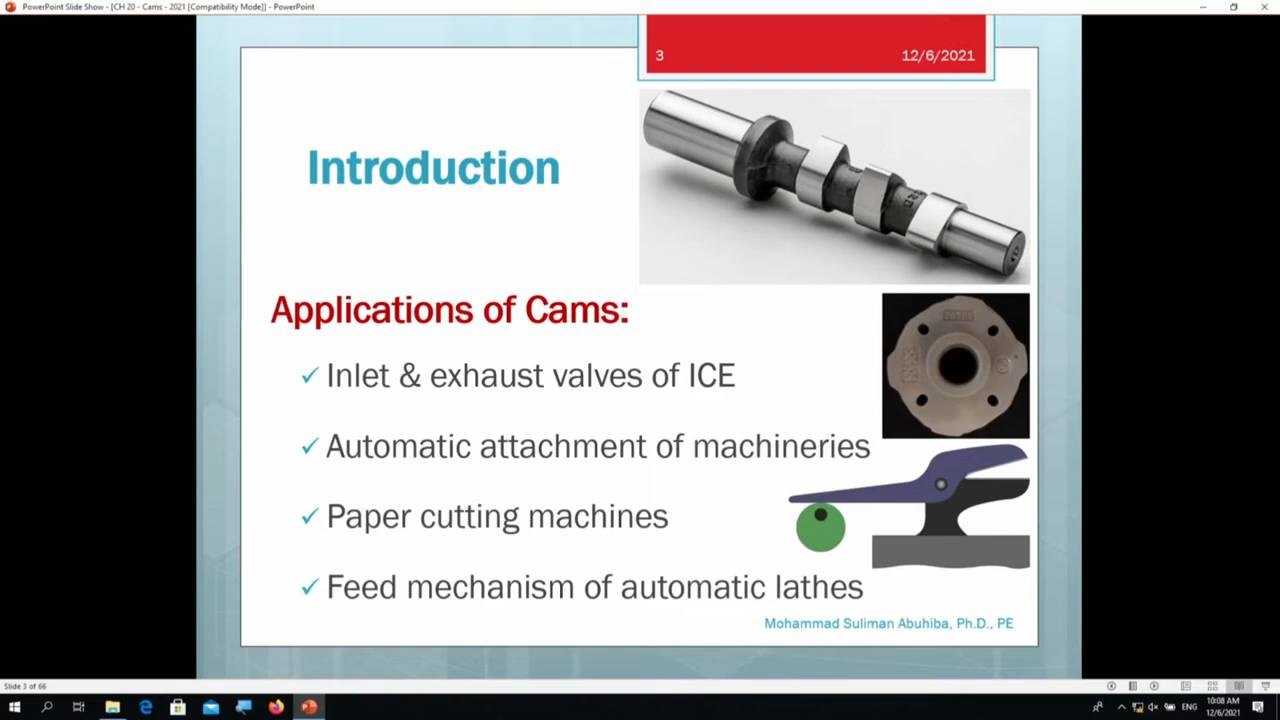 PowerPoint Slide Show - [CH 20 - Cams - 2021 [Compatibility Mode]] - PowerPoint
3 12/6/2021
Introduction
Applications of Cams:
✓ Inlet & exhaust valves of ICE
✓ Automatic attachment of machineries
✓ Paper cutting machines
✓ Feed mechanism of automatic lathes
Mohammad Suliman Abuhiba, Ph.D., PE
Slide 3 of 66
ENG
10:08 AM
12/6/2021